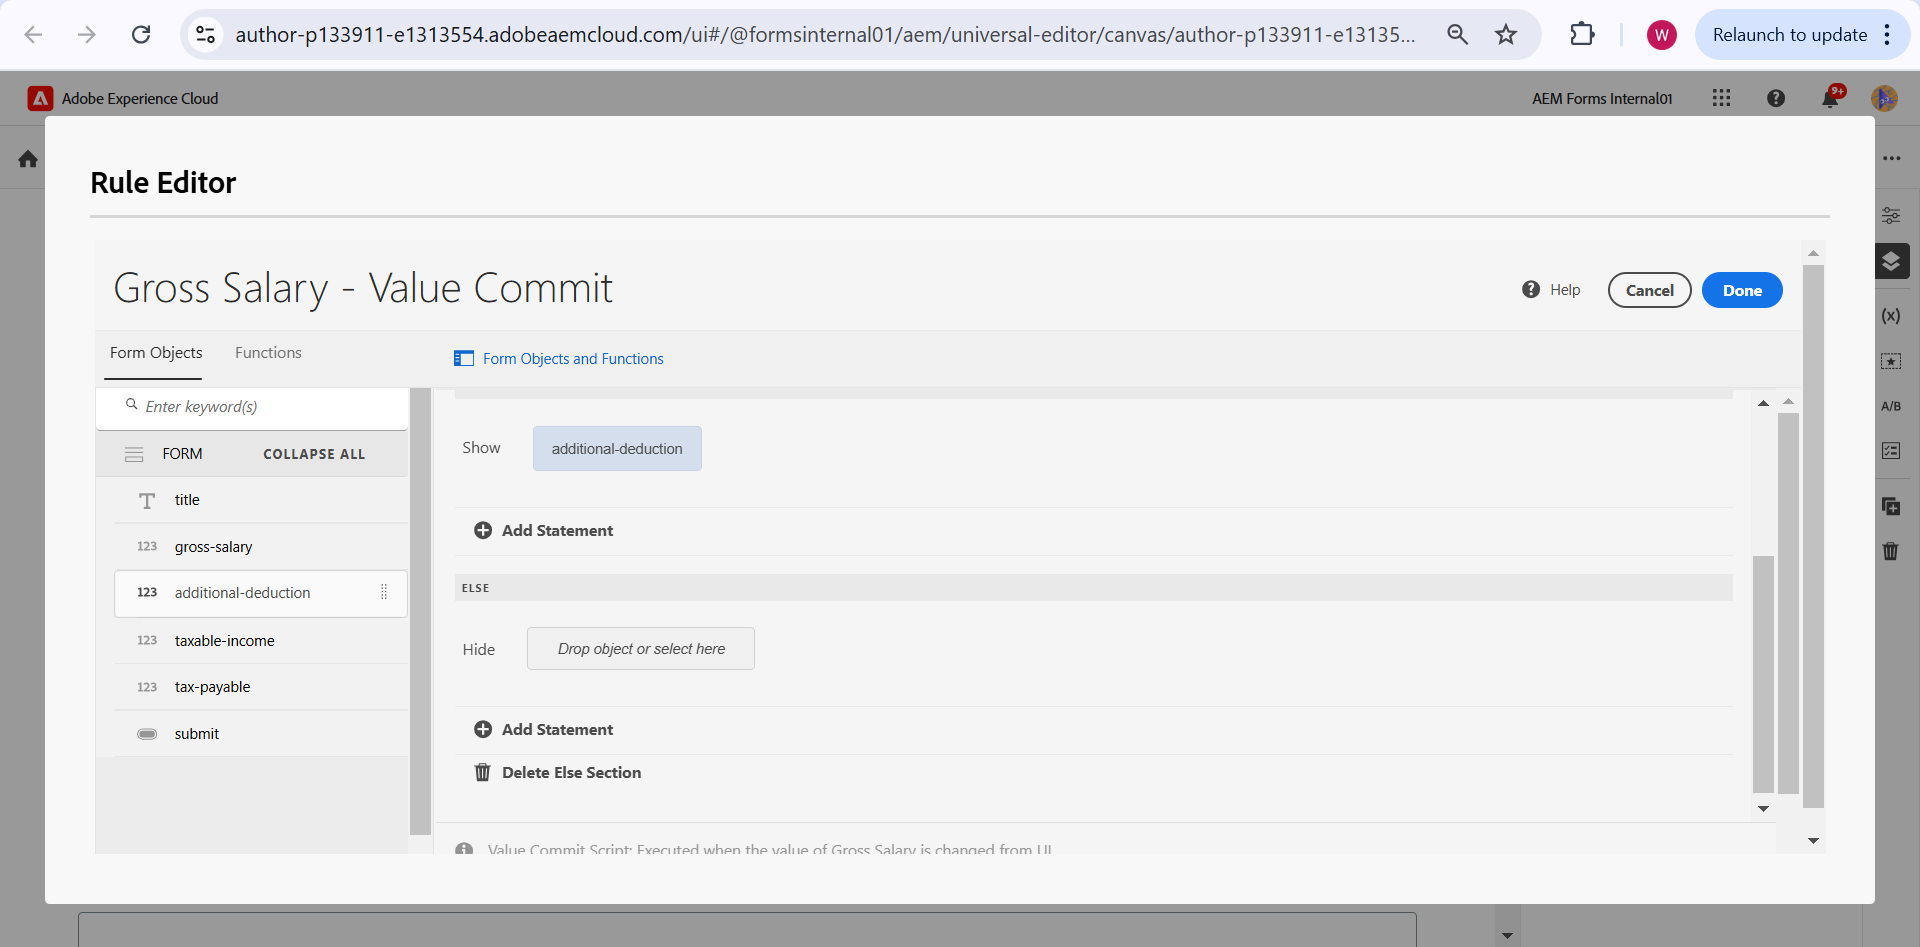 author-p133911-e1313554.adobeaemcloud.com/ui#/@formsinternal01/aem/universal-editor/canvas/author-p133911-e13135...
W
Relaunch to update
Adobe Experience Cloud
AEM Forms Internal01
9+
Rule Editor
Gross Salary - Value Commit
Help
Cancel
Done
Form Objects
Functions
Form Objects and Functions
Enter keyword(s)
FORM
COLLAPSE ALL
T title
123 gross-salary
123 additional-deduction
123 taxable-income
123 tax-payable
submit
Show
additional-deduction
Add Statement
ELSE
Hide
Drop object or select here
Add Statement
Delete Else Section
Value Commit Script: Executed when the value of Gross Salary is changed from UI
(x)
A/B